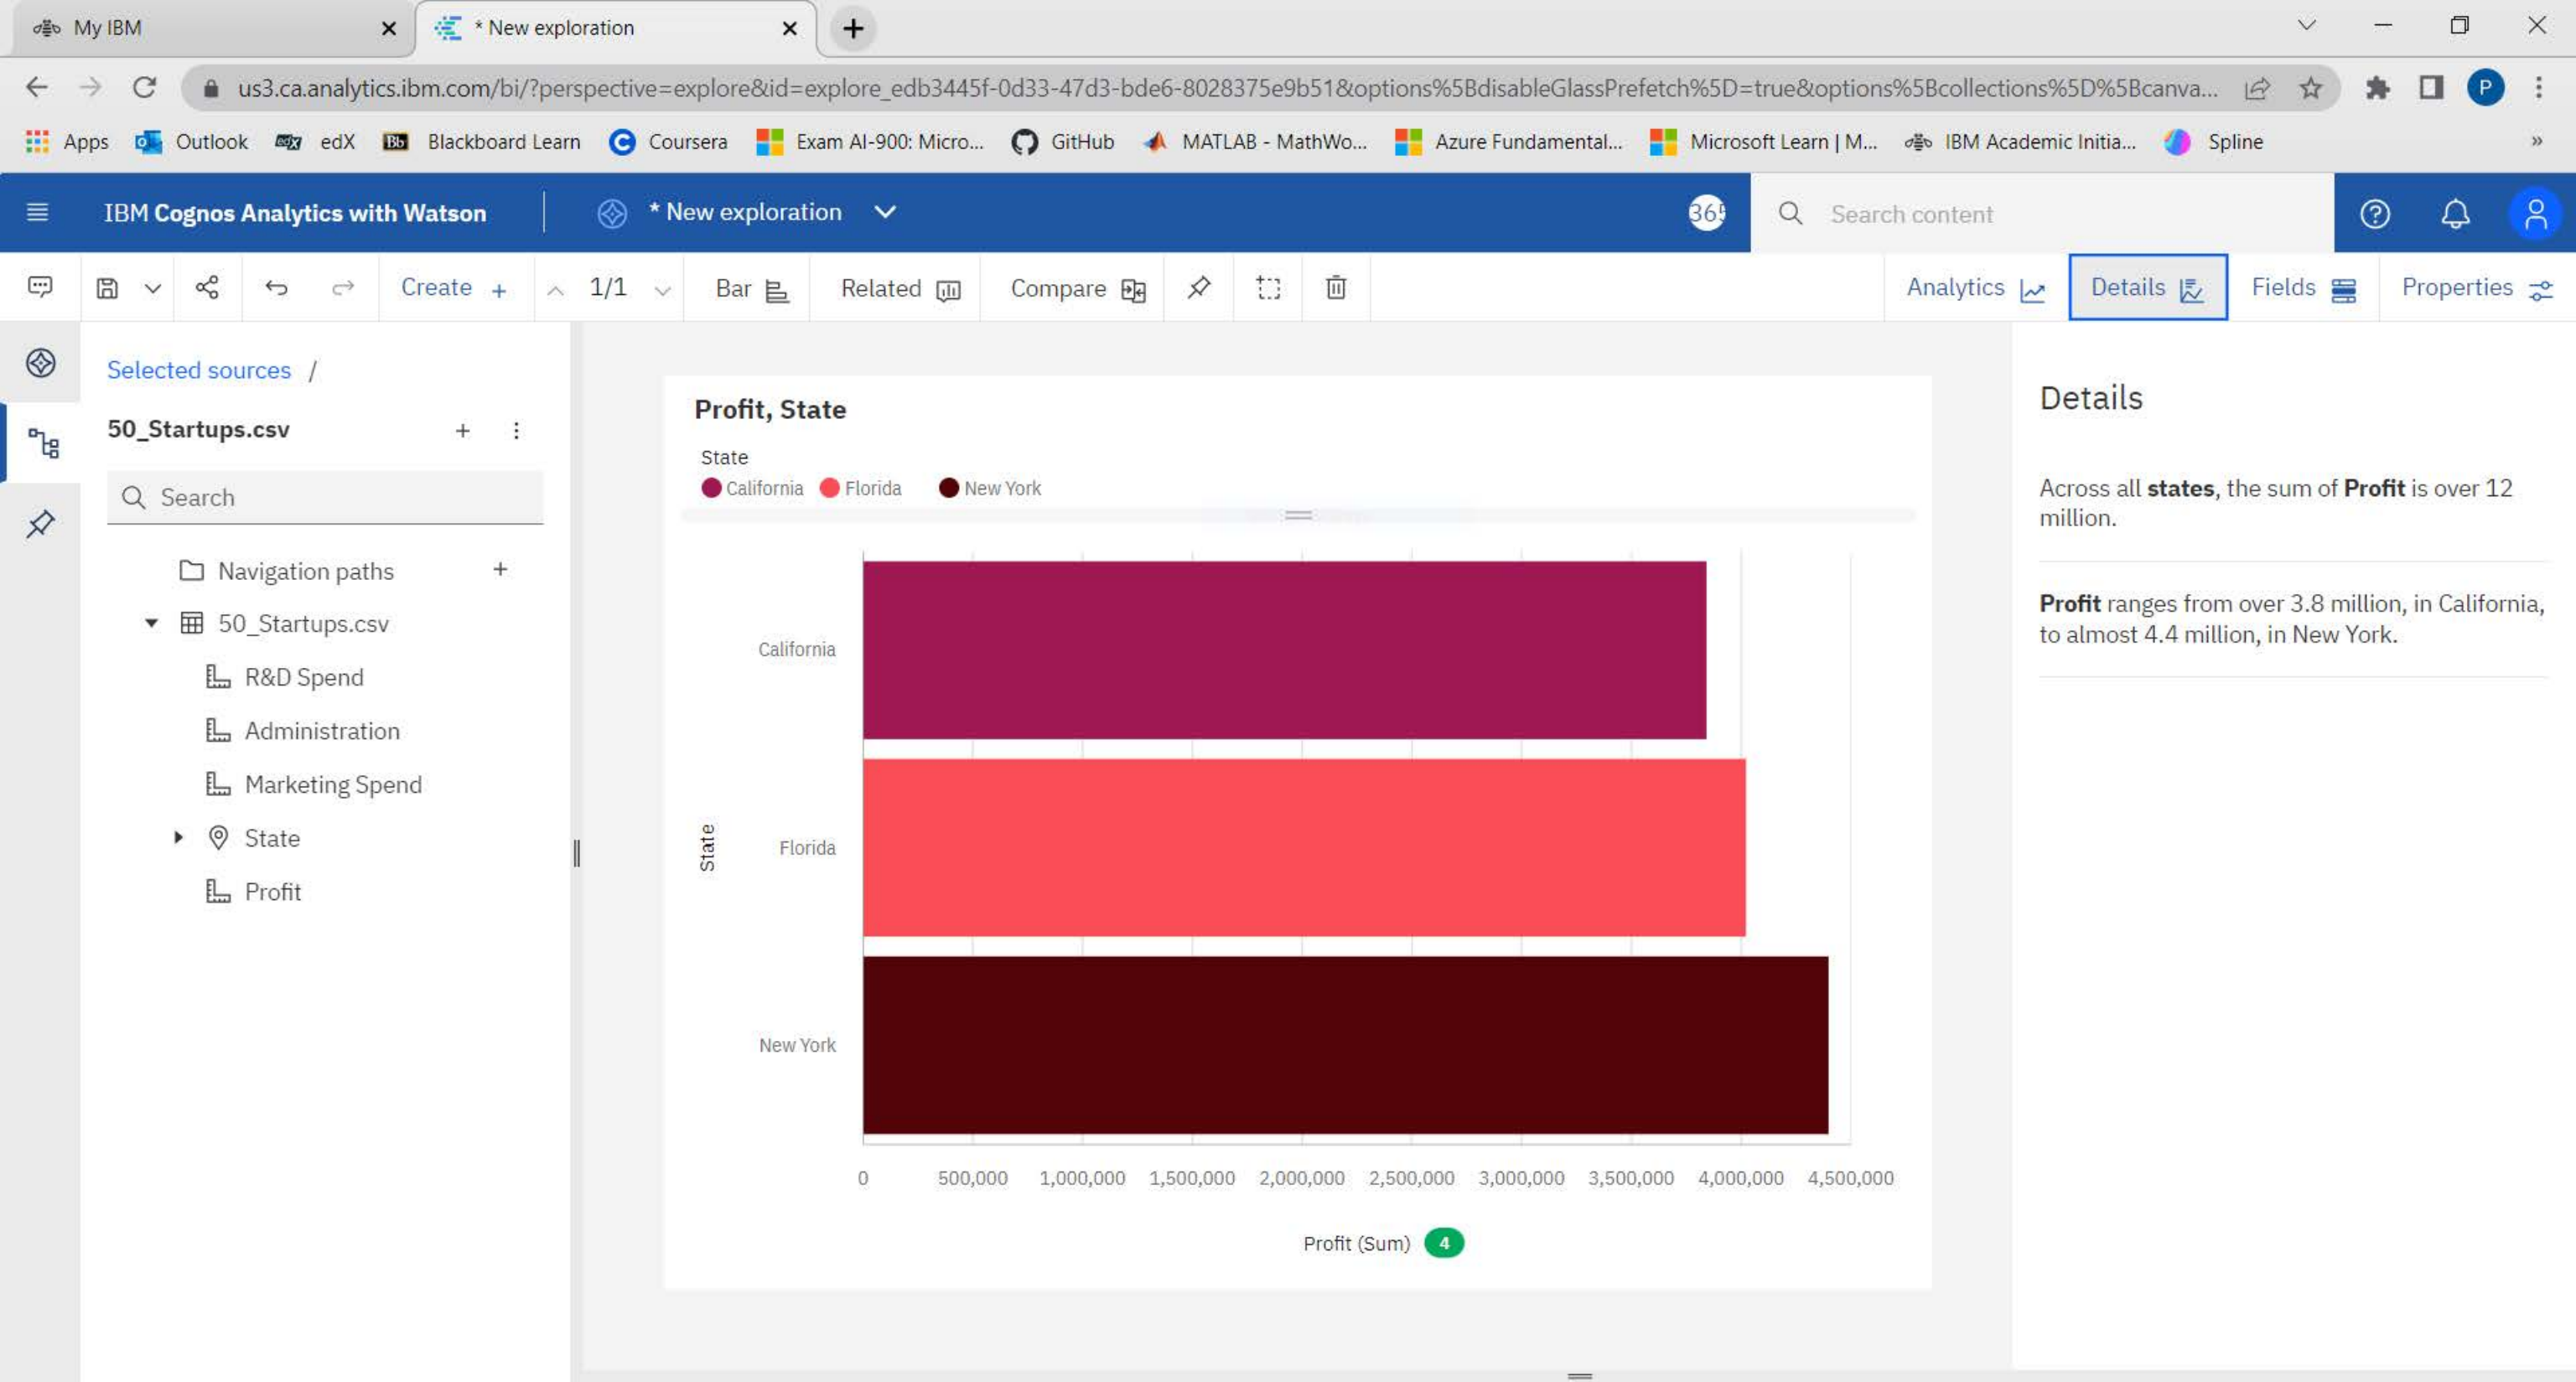 My IBM
* New exploration
us3.ca.analytics.ibm.com/bi/?perspective=explore&id=explore_edb3445f-0d33-47d3-bde6-8028375e9b51&options%5BdisableGlassPrefetch%5D=true&options%5Bcollections%5D%5Bcanva...
P
Apps Outlook edX Blackboard Learn Coursera Exam AI-900: Micro... GitHub MATLAB - MathWo... Azure Fundamental... Microsoft Learn | M... IBM Academic Initia... Spline »
IBM Cognos Analytics with Watson
* New exploration
365
Search content
Create + 1/1 Bar Related Compare Analytics Details Fields Properties
Selected sources /
50_Startups.csv
Search
Navigation paths
50_Startups.csv
R&D Spend
Administration
Marketing Spend
State
Profit
Profit, State
State
California Florida New York
California
Florida
New York
State
0 500,000 1,000,000 1,500,000 2,000,000 2,500,000 3,000,000 3,500,000 4,000,000 4,500,000
Profit (Sum) 4
Details
Across all states, the sum of Profit is over 12
million.
Profit ranges from over 3.8 million, in California,
to almost 4.4 million, in New York.